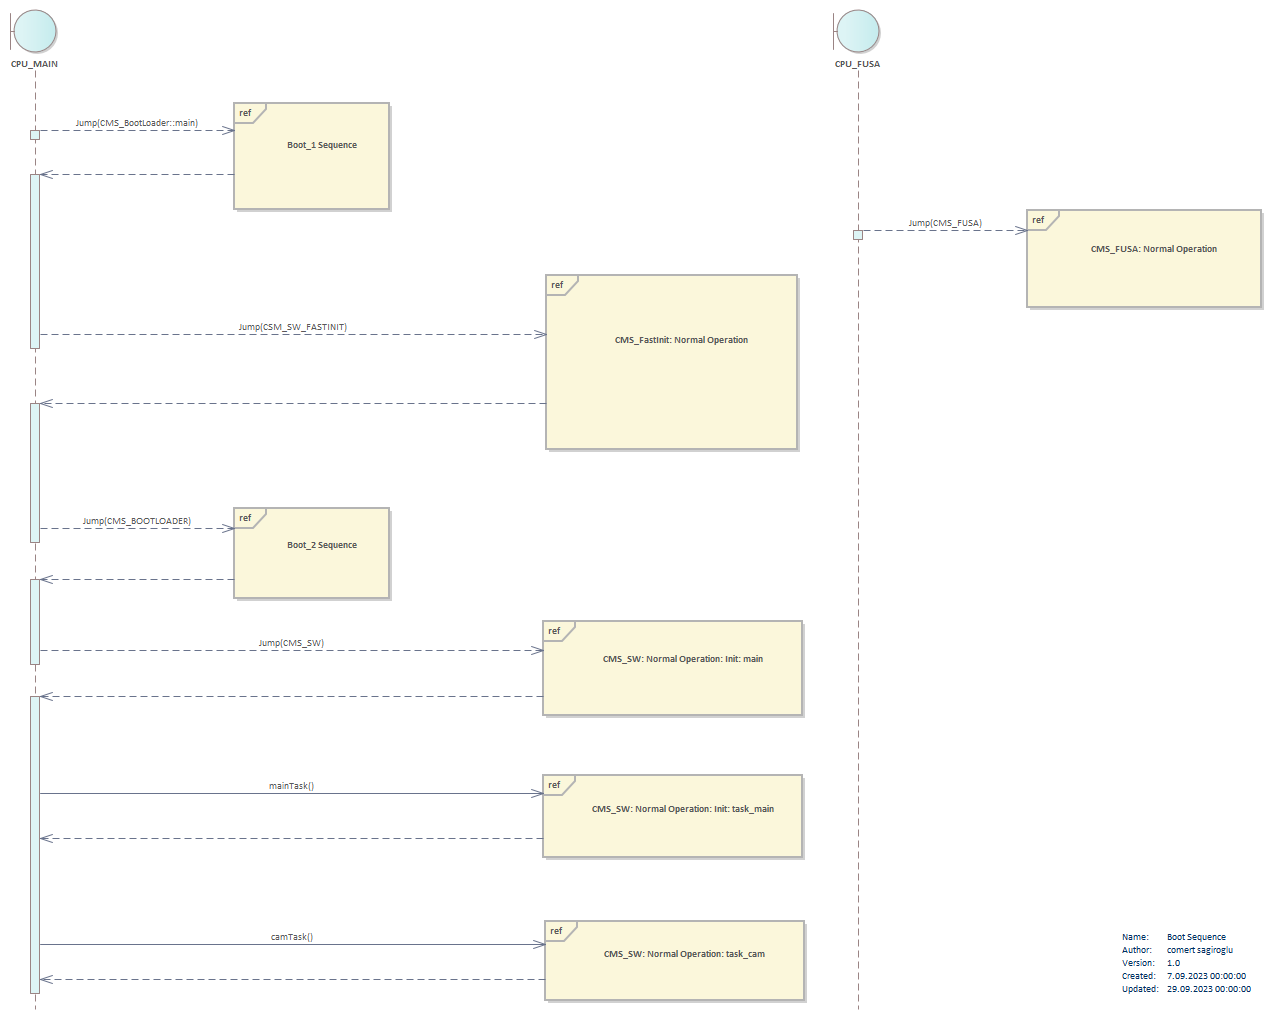 CPU_MAIN
CPU_FUSA
ref
Jump(CMS_BootLoader::main)
Boot_1 Sequence
ref
Jump(CMS_FUSA)
CMS_FUSA: Normal Operation
ref
Jump(CSM_SW_FASTINIT)
CMS_FastInit: Normal Operation
ref
Jump(CMS_BOOTLOADER)
Boot_2 Sequence
ref
Jump(CMS_SW)
CMS_SW: Normal Operation: Init: main
ref
mainTask()
CMS_SW: Normal Operation: Init: task_main
ref
camTask()
CMS_SW: Normal Operation: task_cam
Name: Boot Sequence
Author: comert sagiroglu
Version: 1.0
Created: 7.09.2023 00:00:00
Updated: 29.09.2023 00:00:00